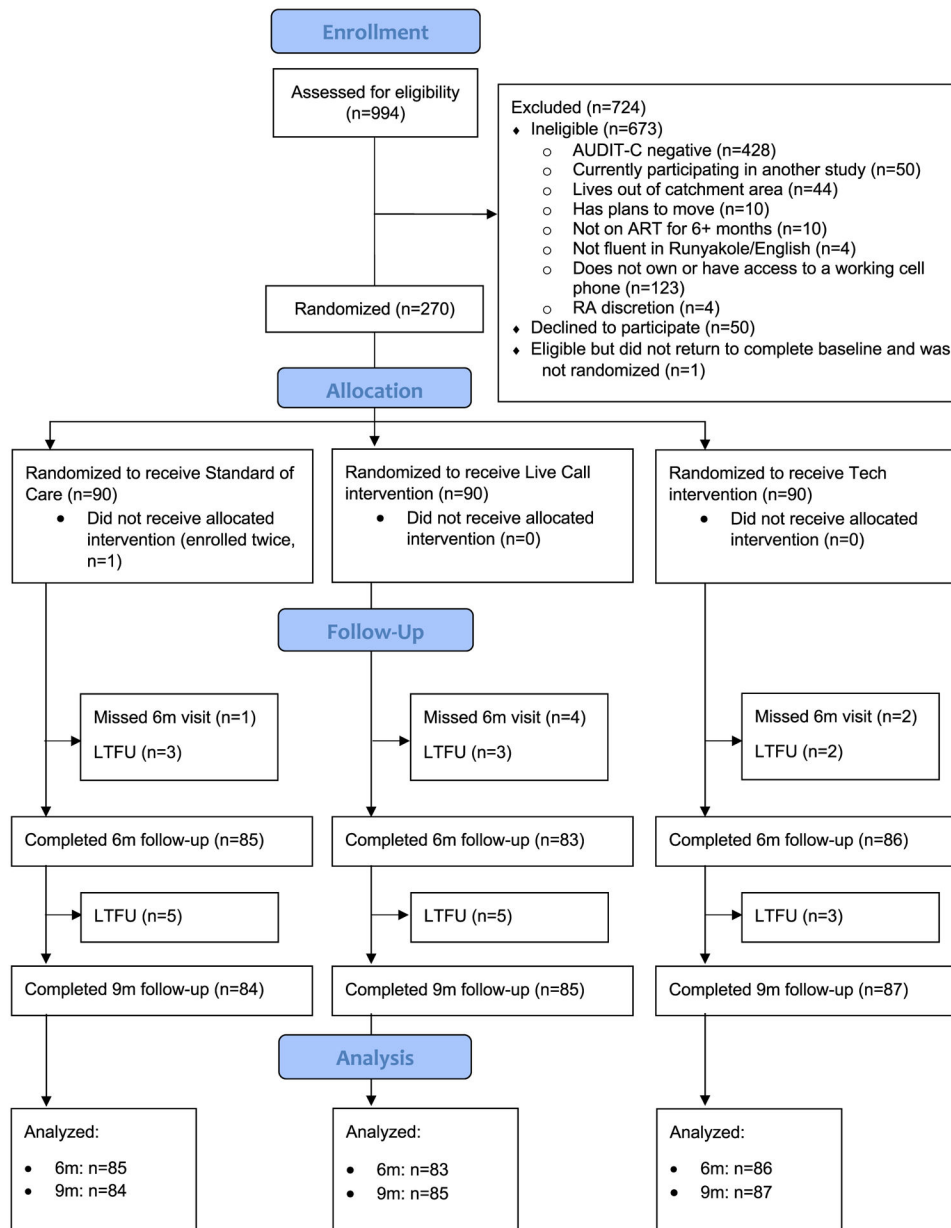 Enrollment
Assessed for eligibility
(n=994)
Excluded (n=724)
♦ Ineligible (n=673)
o AUDIT-C negative (n=428)
o Currently participating in another study (n=50)
o Lives out of catchment area (n=44)
o Has plans to move (n=10)
o Not on ART for 6+ months (n=10)
o Not fluent in Runyakole/English (n=4)
o Does not own or have access to a working cell
phone (n=123)
o RA discretion (n=4)
♦ Declined to participate (n=50)
♦ Eligible but did not return to complete baseline and was
not randomized (n=1)
Randomized (n=270)
Allocation
Randomized to receive Standard of
Care (n=90)
• Did not receive allocated
intervention (enrolled twice,
n=1)
Randomized to receive Live Call
intervention (n=90)
• Did not receive allocated
intervention (n=0)
Randomized to receive Tech
intervention (n=90)
• Did not receive allocated
intervention (n=0)
Follow-Up
Missed 6m visit (n=1)
LTFU (n=3)
Missed 6m visit (n=4)
LTFU (n=3)
Missed 6m visit (n=2)
LTFU (n=2)
Completed 6m follow-up (n=85)
Completed 6m follow-up (n=83)
Completed 6m follow-up (n=86)
LTFU (n=5)
LTFU (n=5)
LTFU (n=3)
Completed 9m follow-up (n=84)
Completed 9m follow-up (n=85)
Completed 9m follow-up (n=87)
Analysis
Analyzed:
• 6m: n=85
• 9m: n=84
Analyzed:
• 6m: n=83
• 9m: n=85
Analyzed:
• 6m: n=86
• 9m: n=87